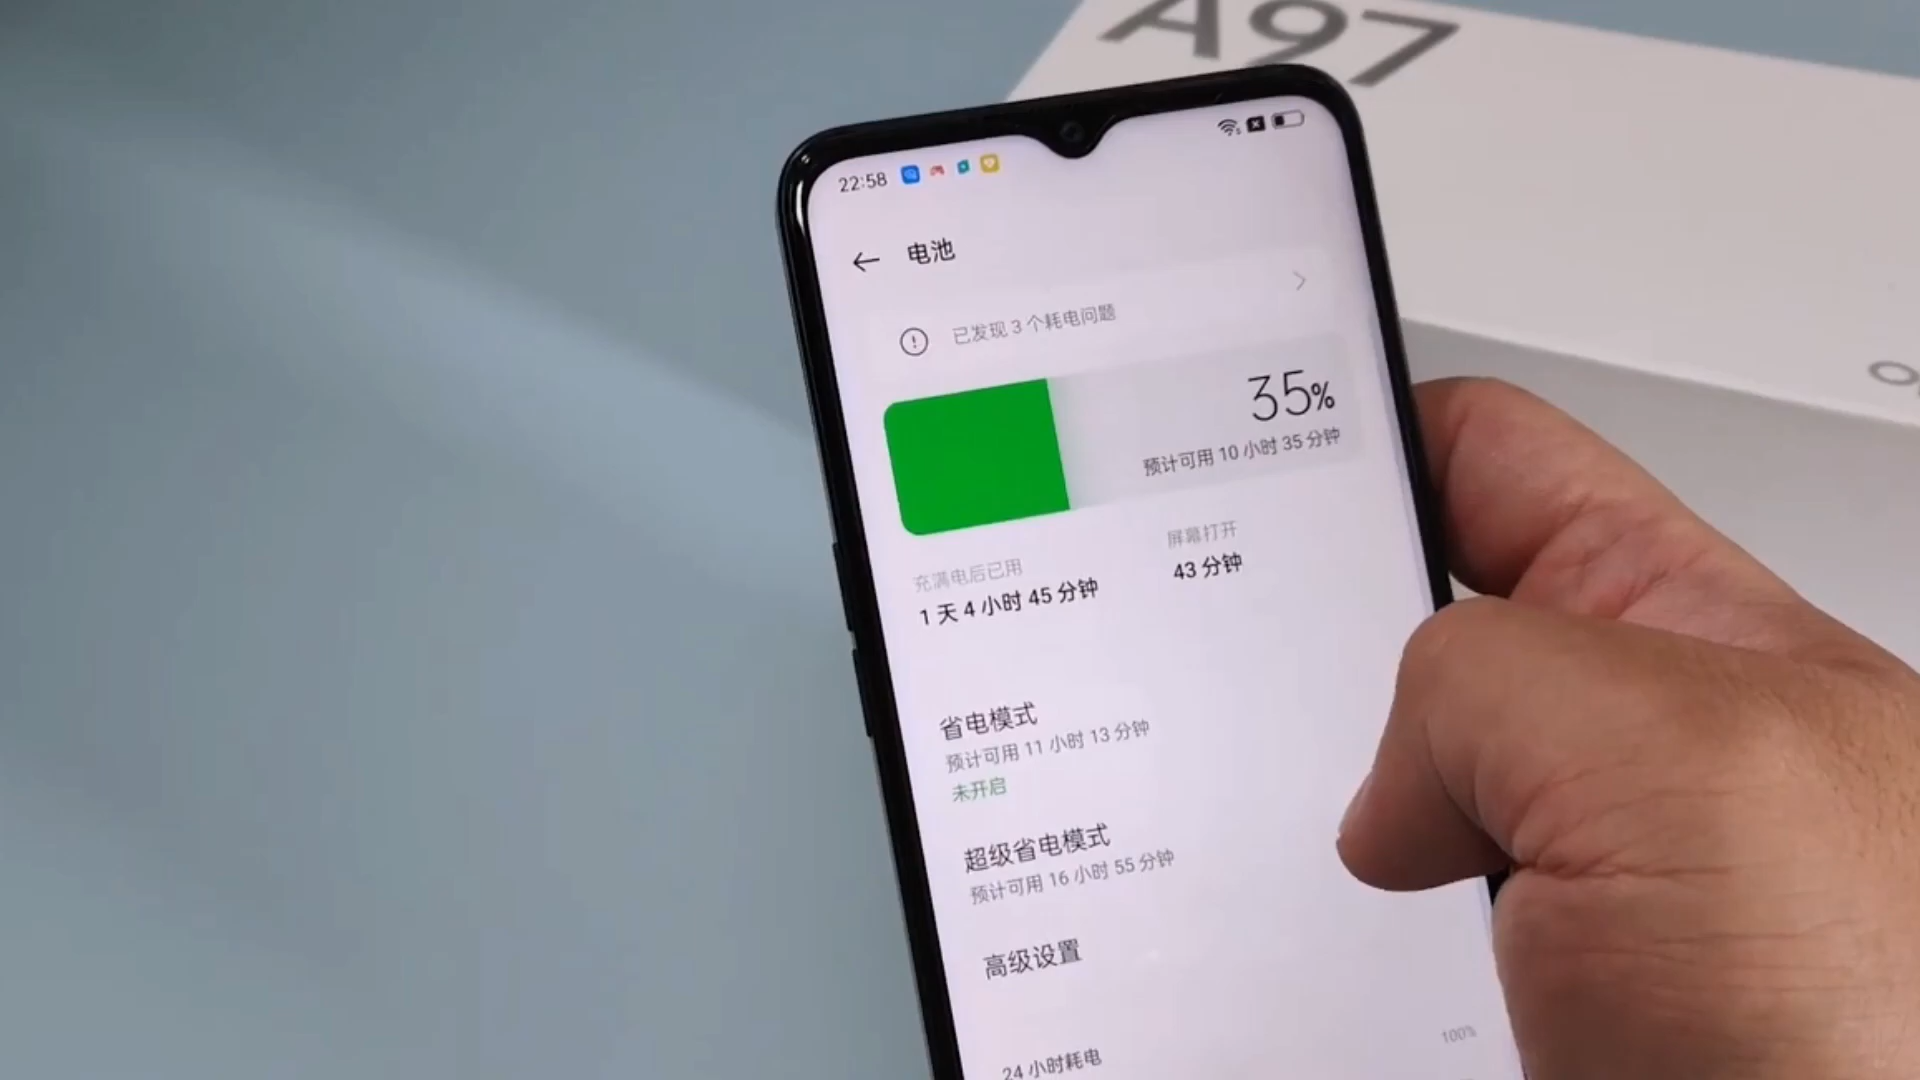 A97
22:58
电池
已发现 3 个耗电问题
35%
预计可用 10 小时 35 分钟
充满电后已用
屏幕打开
1 天 4 小时 45 分钟
43 分钟
省电模式
预计可用 11 小时 13 分钟
未开启
超级省电模式
预计可用 16 小时 55 分钟
高级设置
100%
24 小时耗电